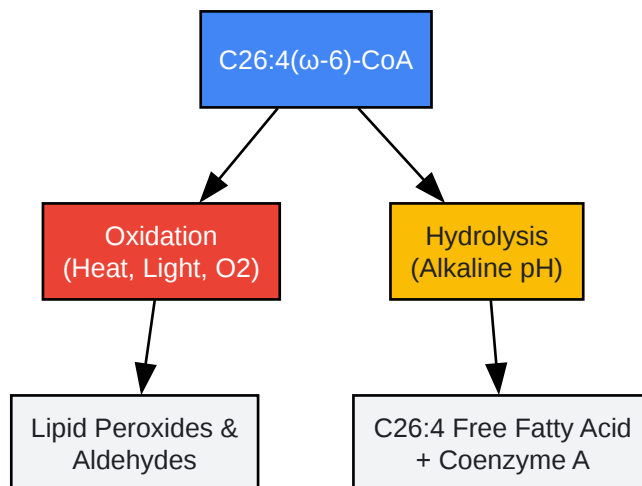 C26:4(ω-6)-CoA
Oxidation
(Heat, Light, O2)
Hydrolysis
(Alkaline pH)
Lipid Peroxides &
Aldehydes
C26:4 Free Fatty Acid
+ Coenzyme A